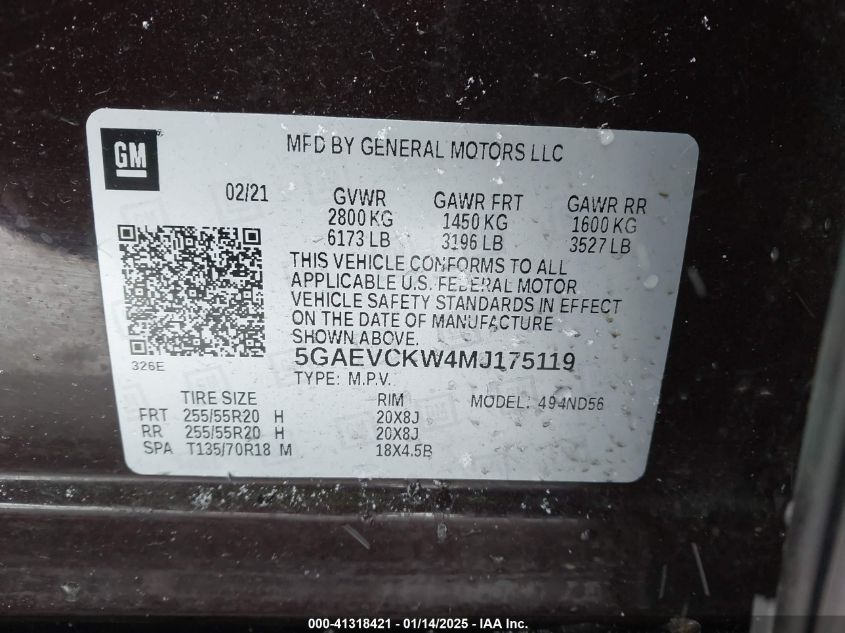 GM
MFD BY GENERAL MOTORS LLC
02/21 GVWR GAWR FRT GAWR RR
2800 KG 1450 KG 1600 KG
6173 LB 3196 LB 3527 LB
THIS VEHICLE CONFORMS TO ALL
APPLICABLE U.S. FEDERAL MOTOR
VEHICLE SAFETY STANDARDS IN EFFECT
ON THE DATE OF MANUFACTURE
SHOWN ABOVE.
326E
5GAEVCKW4MJ175119
TYPE: M.P.V.
TIRE SIZE RIM MODEL: 494ND56
FRT 255/55R20 H 20X8J
RR 255/55R20 H 20X8J
SPA T135/70R18 M 18X4.5B
000-41318421 - 01/14/2025 - IAA Inc.